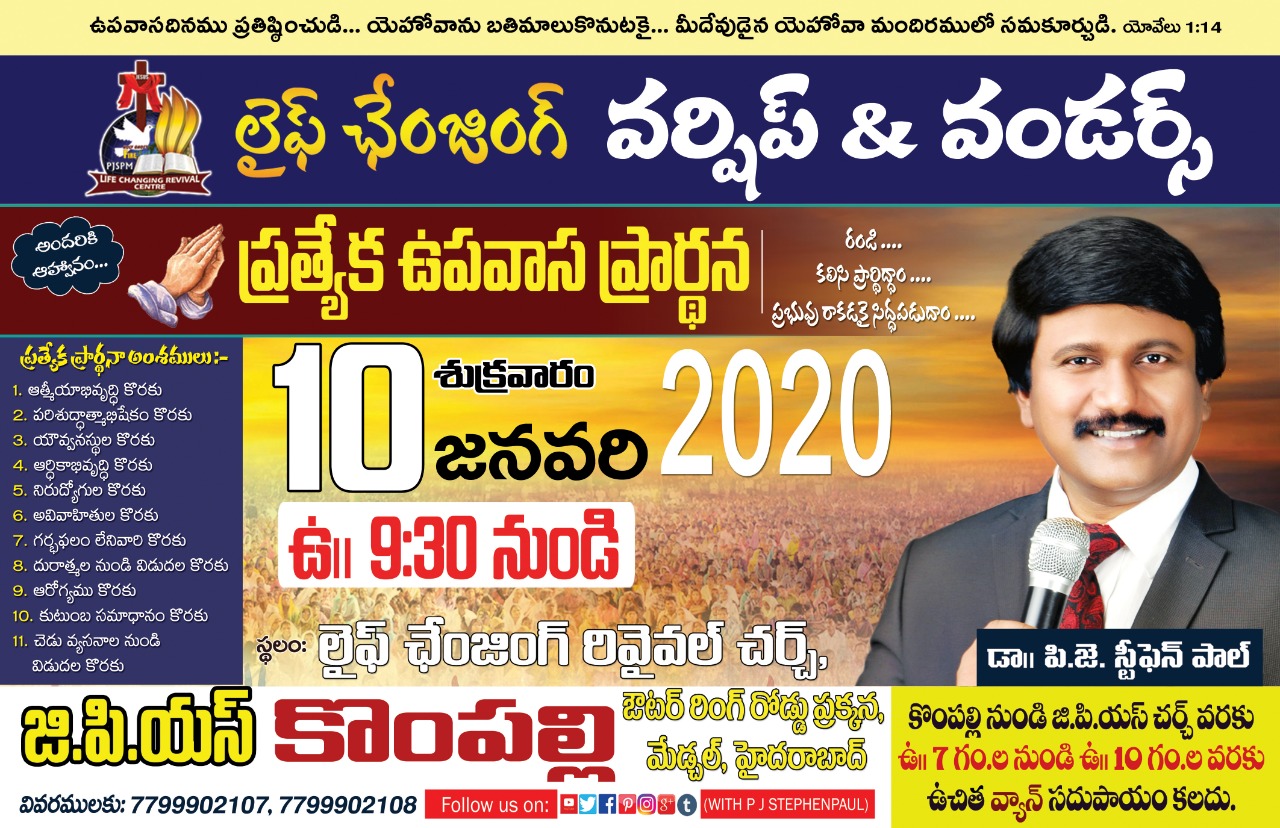 ఉపవాసదినము ప్రతిష్ఠించుడి... యెహోవాను బతిమాలుకొనుటకై... మీదేవుడైన యెహోవా మందిరములో సమకూర్చుడి. యోవేలు 1:14
లైఫ్ ఛేంజింగ్ వర్షిప్ & వండర్స్
JESUS
PJSPM
LIFE CHANGING REVIVAL
CENTRE
అందరికి
ఆహ్వానం...
ప్రత్యేక ఉపవాస ప్రార్థన
రండి ....
కలిసి ప్రార్థిద్ధాం ....
ప్రభువు రాకడకై సిద్ధపడుదాం ....
ప్రత్యేక ప్రార్థనా అంశములు :-
1. ఆత్మీయాభివృద్ధి కొరకు
2. పరిశుద్ధాత్మాభిషేకం కొరకు
3. యౌవ్వనస్థుల కొరకు
4. ఆర్ధికాభివృద్ధి కొరకు
5. నిరుద్యోగుల కొరకు
6. అవివాహితుల కొరకు
7. గర్భఫలం లేనివారి కొరకు
8. దురాత్మల నుండి విడుదల కొరకు
9. ఆరోగ్యము కొరకు
10. కుటుంబ సమాధానం కొరకు
11. చెడు వ్యసనాల నుండి
విడుదల కొరకు
10 శుక్రవారం
జనవరి 2020
ఉ॥ 9:30 నుండి
స్థలం: లైఫ్ ఛేంజింగ్ రివైవల్ చర్చ్,
డా॥ పి.జె. స్టీఫెన్ పాల్
జి.పి.యస్ కొంపల్లి
ఔటర్ రింగ్ రోడ్డు ప్రక్కన,
మేడ్చల్, హైదరాబాద్
కొంపల్లి నుండి జి.పి.యస్ చర్చ్ వరకు
ఉ॥ 7 గం.ల నుండి ఉ॥ 10 గం.ల వరకు
ఉచిత వ్యాన్ సదుపాయం కలదు.
వివరములకు: 7799902107, 7799902108
Follow us on: (WITH P J STEPHENPAUL)